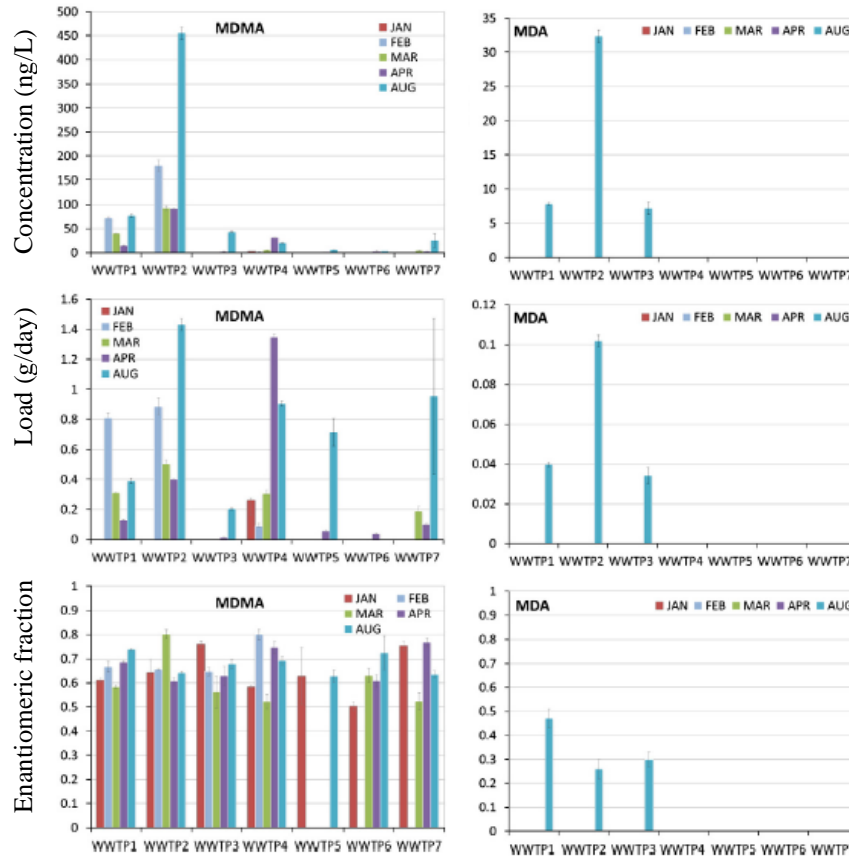 Concentration (ng/L)
500
450
400
350
300
250
200
150
100
50
0
MDMA
JAN
FEB
MAR
APR
AUG
WWTP1 WWTP2 WWTP3 WWTP4 WWTP5 WWTP6 WWTP7
35
30
25
20
15
10
5
0
MDA
JAN FEB MAR APR AUG
WWTP1 WWTP2 WWTP3 WWTP4 WWTP5 WWTP6 WWTP7
Load (g/day)
1.6
1.4
1.2
1
0.8
0.6
0.4
0.2
0
JAN
FEB
MAR
APR
AUG
MDMA
WWTP1 WWTP2 WWTP3 WWTP4 WWTP5 WWTP6 WWTP7
0.12
0.1
0.08
0.06
0.04
0.02
0
MDA
JAN FEB MAR APR AUG
WWTP1 WWTP2 WWTP3 WWTP4 WWTP5 WWTP6 WWTP7
Enantiomeric fraction
1
0.9
0.8
0.7
0.6
0.5
0.4
0.3
0.2
0.1
0
MDMA
JAN FEB
MAR APR
AUG
WWTP1 WWTP2 WWTP3 WWTP4 WWTP5 WWTP6 WWTP7
1
0.9
0.8
0.7
0.6
0.5
0.4
0.3
0.2
0.1
0
MDA
JAN FEB MAR APR AUG
WWTP1 WWTP2 WWTP3 WWTP4 WWTP5 WWTP6 WWTP